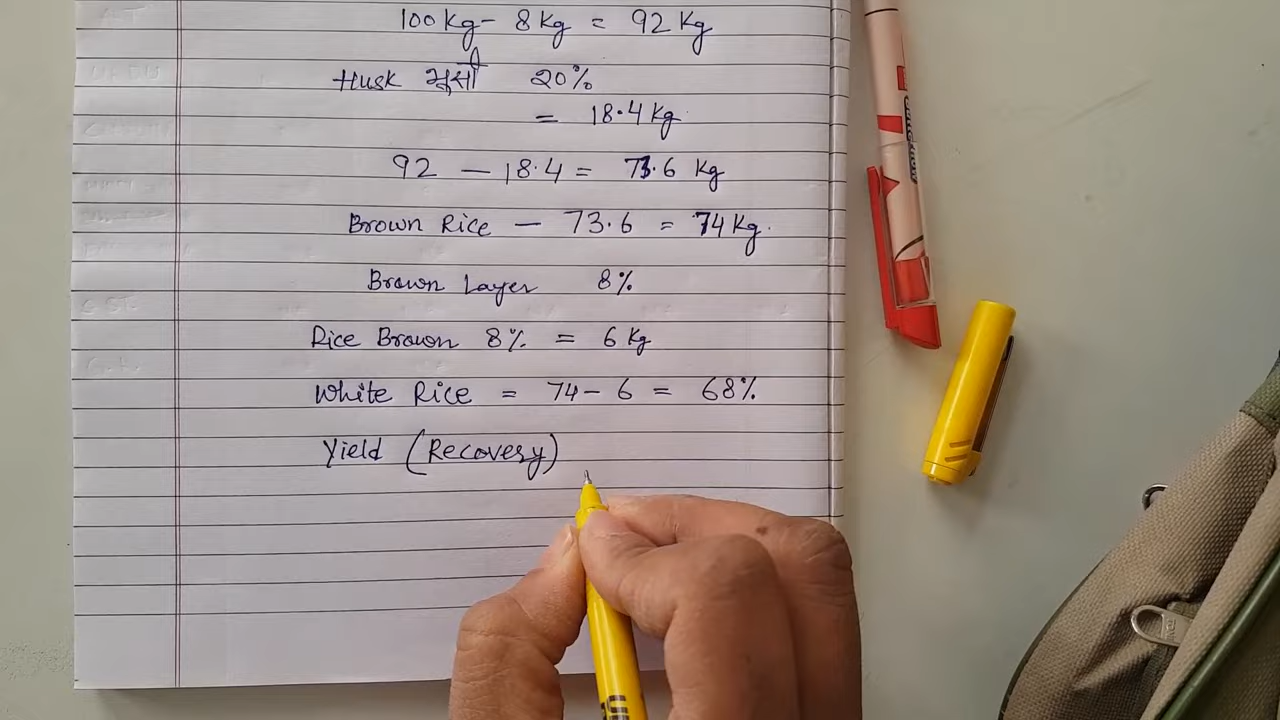 100 Kg - 8 Kg = 92 Kg
Husk भूसी 20%
= 18.4 Kg
92 - 18.4 = 73.6 Kg
Brown Rice - 73.6 = 74 Kg.
Brown Layer 8%
Rice Brown 8% = 6 Kg
White Rice = 74 - 6 = 68%
Yield (Recovery)